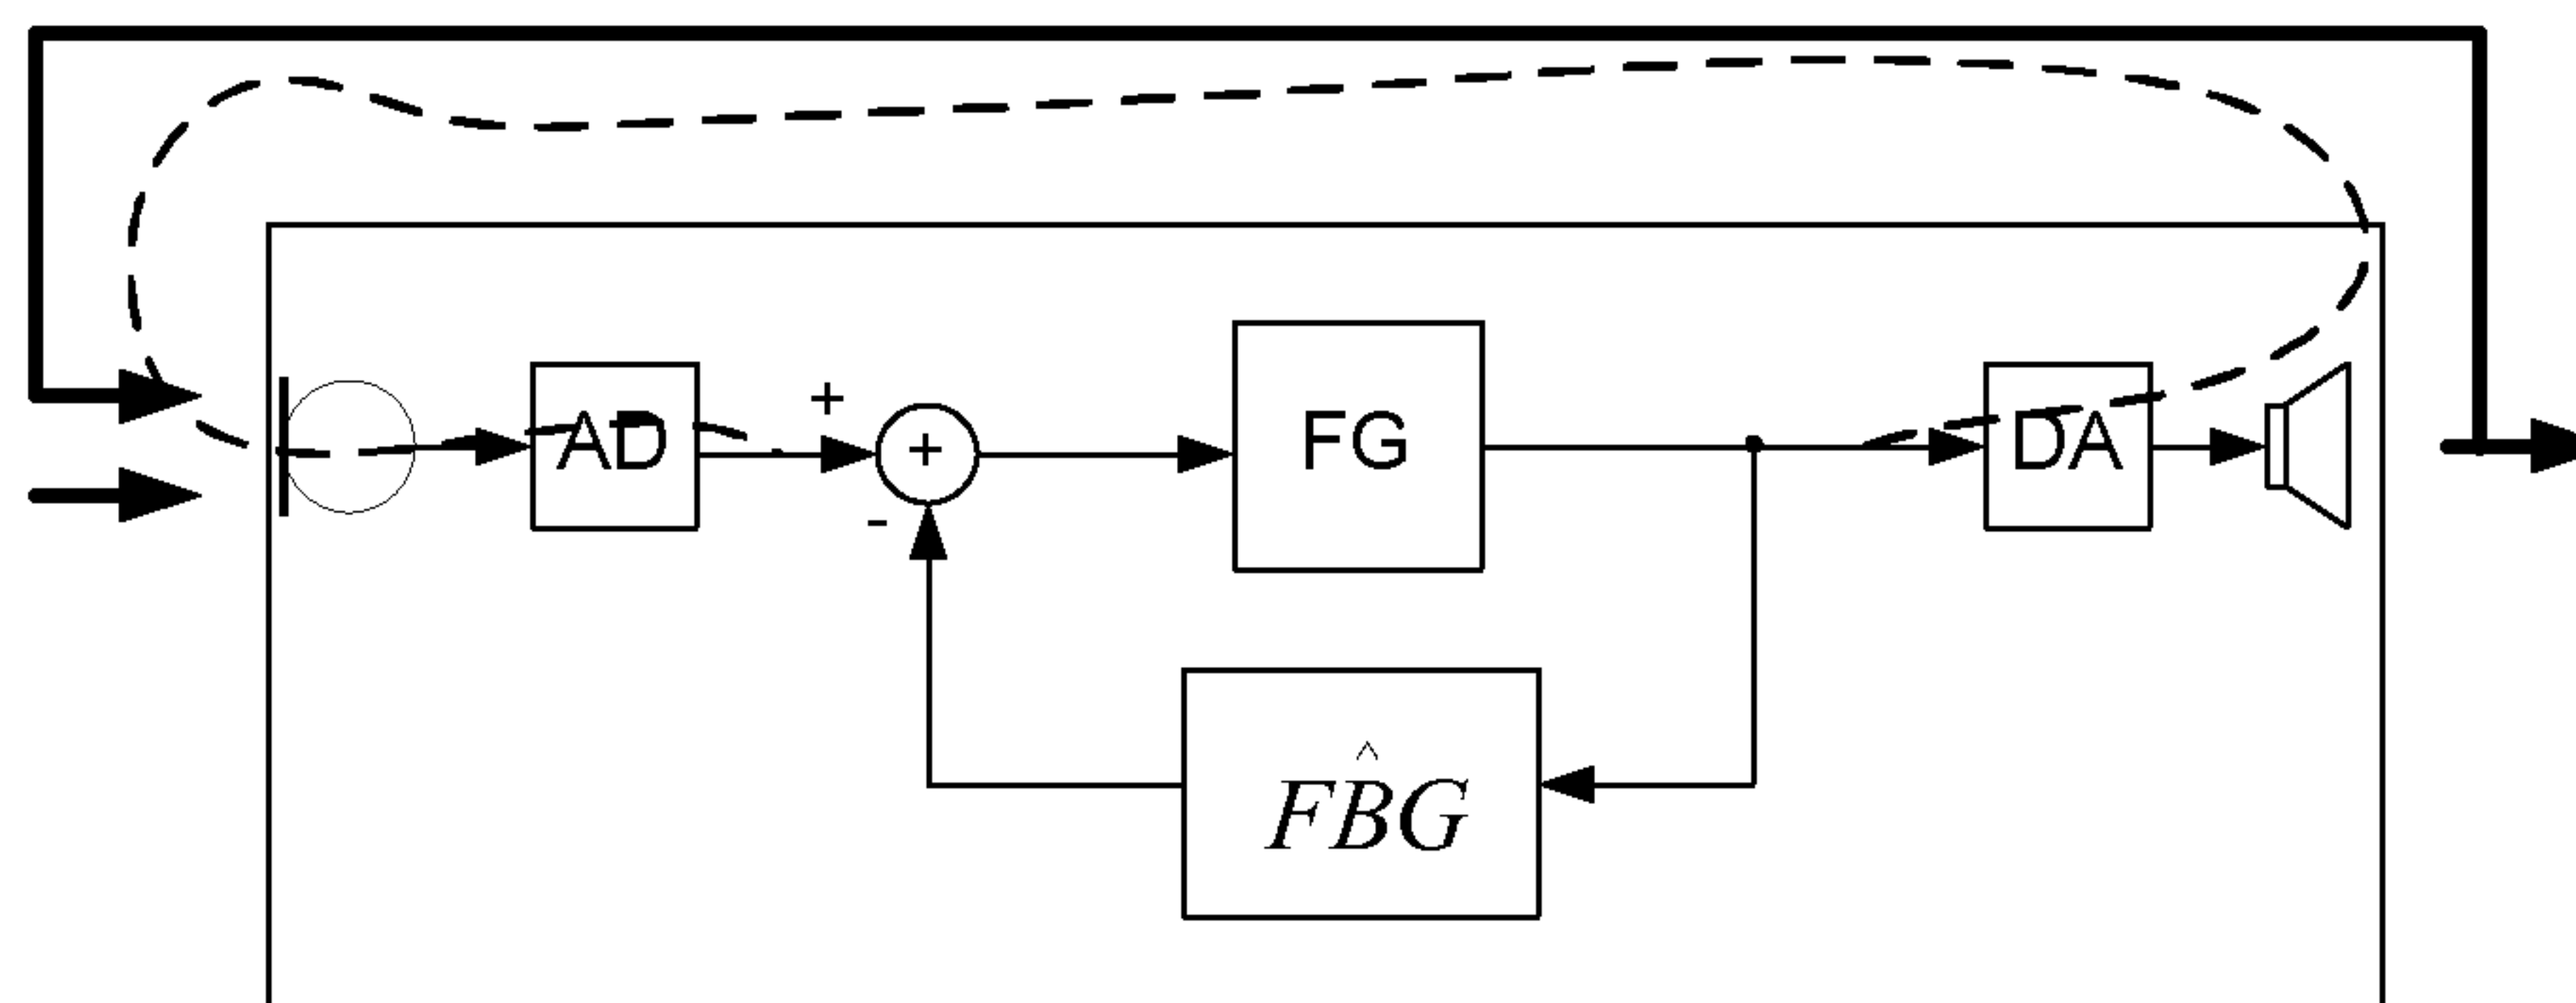 +
AD + FG DA
-
FB̂G